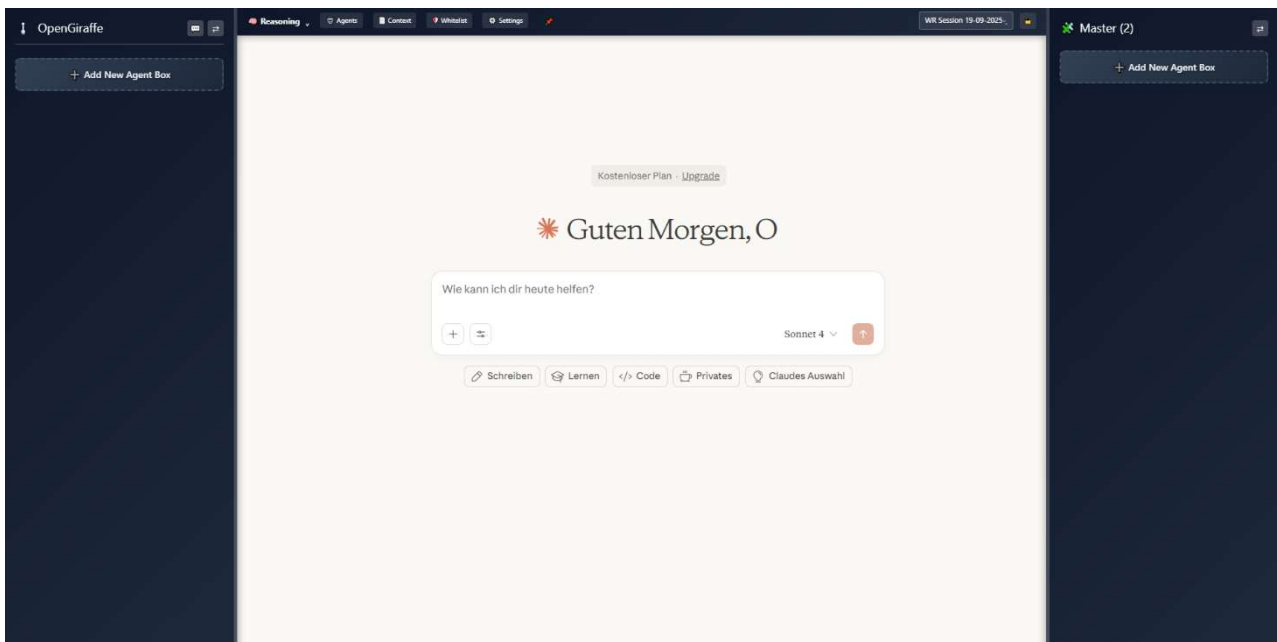 OpenGiraffe
+ Add New Agent Box
Reasoning
Agents
Context
Whitelist
Settings
WR Session 19-09-2025-
Master (2)
+ Add New Agent Box
Kostenloser Plan · Upgrade
Guten Morgen, O
Wie kann ich dir heute helfen?
Sonnet 4
Schreiben
Lernen
</> Code
Privates
Claudes Auswahl